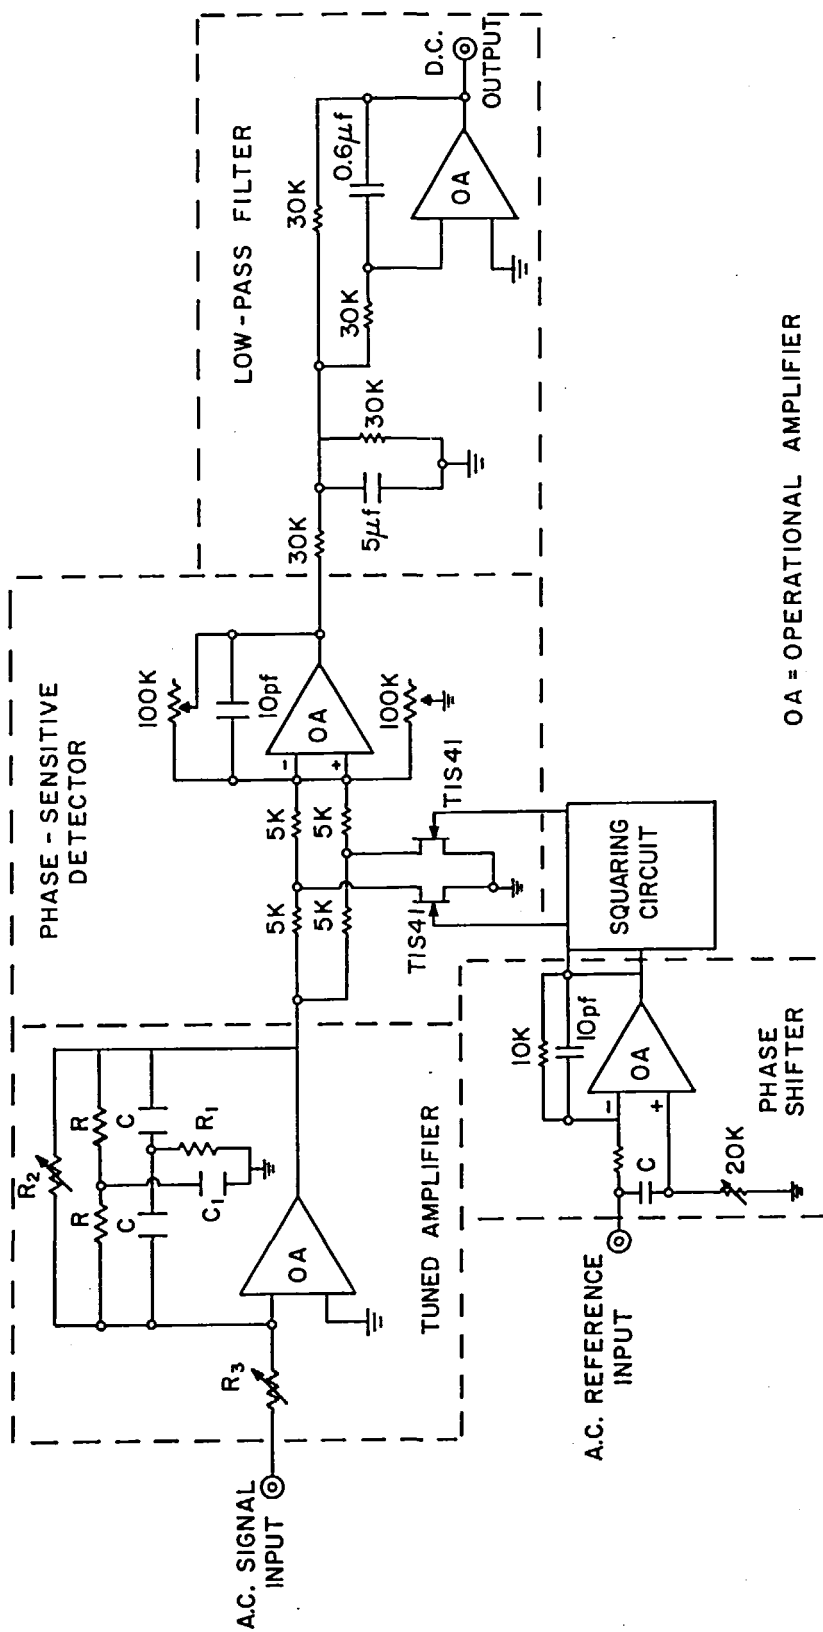 A.C. SIGNAL
INPUT
R3
R2
R
R
C
C
C1
R1
OA
TUNED AMPLIFIER
PHASE-SENSITIVE
DETECTOR
5K
5K
5K
5K
100K
10pf
-
+
OA
100K
TIS41
TIS41
LOW-PASS FILTER
30K
5μf
30K
30K
30K
0.6μf
OA
D.C.
OUTPUT
A.C. REFERENCE
INPUT
C
20K
10K
10pf
-
+
OA
PHASE
SHIFTER
SQUARING
CIRCUIT
OA = OPERATIONAL AMPLIFIER